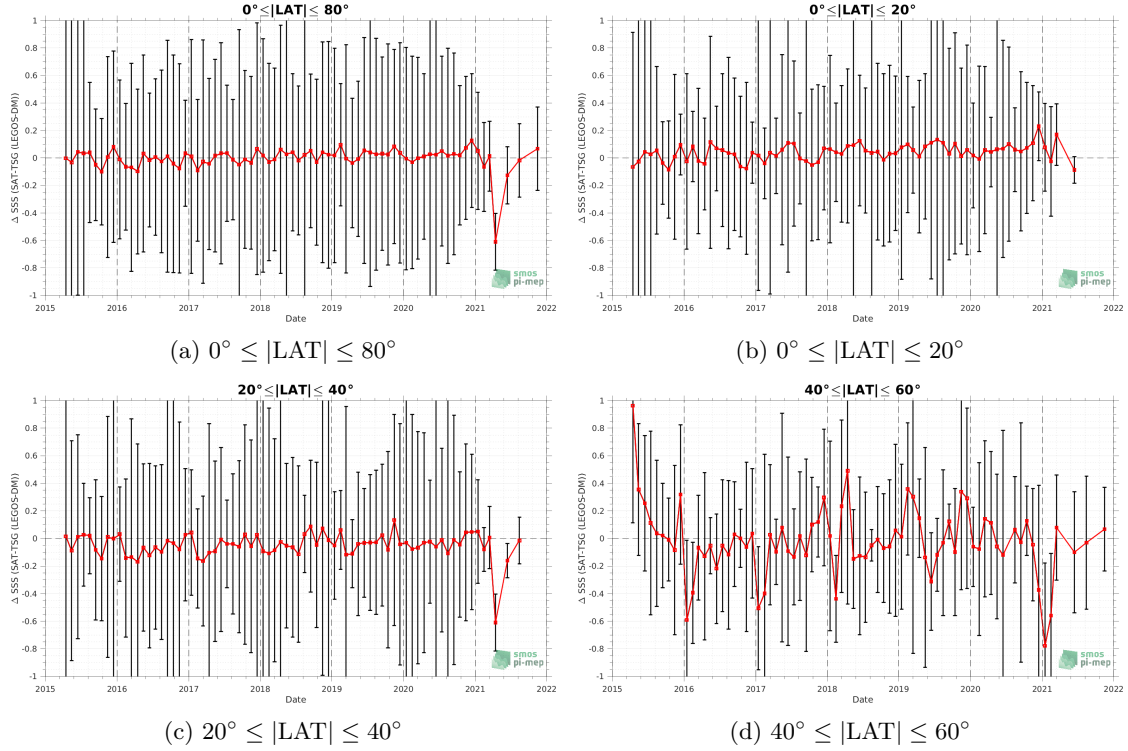 0°≤|LAT|≤ 80°
1
0.8
0.6
0.4
0.2
0
-0.2
-0.4
-0.6
-0.8
-1
Δ SSS (SAT-TSG (LEGOS-DM))
smos
pi-mep
2015 2016 2017 2018 2019 2020 2021 2022
Date
(a) 0° ≤ |LAT| ≤ 80°
0°≤|LAT|≤ 20°
1
0.8
0.6
0.4
0.2
0
-0.2
-0.4
-0.6
-0.8
-1
Δ SSS (SAT-TSG (LEGOS-DM))
smos
pi-mep
2015 2016 2017 2018 2019 2020 2021 2022
Date
(b) 0° ≤ |LAT| ≤ 20°
20°≤|LAT|≤ 40°
1
0.8
0.6
0.4
0.2
0
-0.2
-0.4
-0.6
-0.8
-1
Δ SSS (SAT-TSG (LEGOS-DM))
smos
pi-mep
2015 2016 2017 2018 2019 2020 2021 2022
Date
(c) 20° ≤ |LAT| ≤ 40°
40°≤|LAT|≤ 60°
1
0.8
0.6
0.4
0.2
0
-0.2
-0.4
-0.6
-0.8
-1
Δ SSS (SAT-TSG (LEGOS-DM))
smos
pi-mep
2015 2016 2017 2018 2019 2020 2021 2022
Date
(d) 40° ≤ |LAT| ≤ 60°